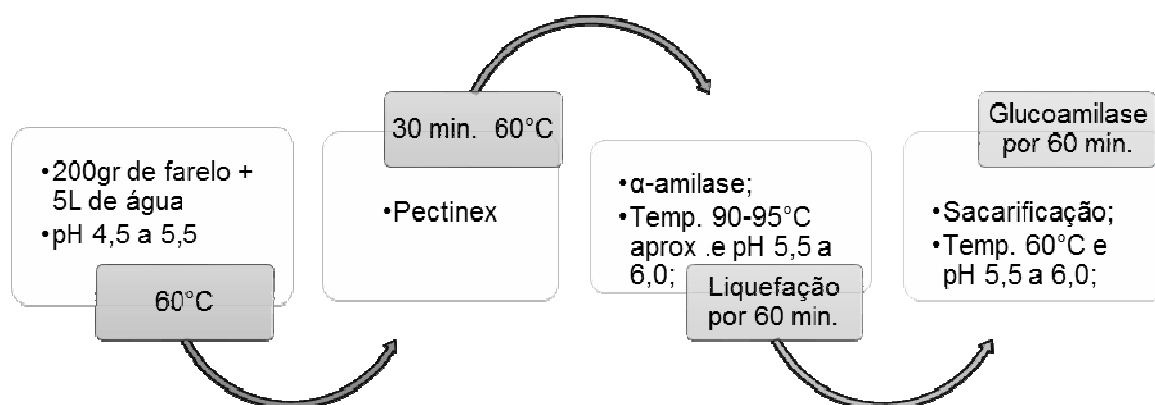 •200gr de farelo +
5L de água
•pH 4,5 a 5,5
60°C
30 min. 60°C
•Pectinex
•α-amilase;
•Temp. 90-95°C
aprox .e pH 5,5 a
6,0;
Liquefação
por 60 min.
Glucoamilase
por 60 min.
•Sacarificação;
•Temp. 60°C e
pH 5,5 a 6,0;